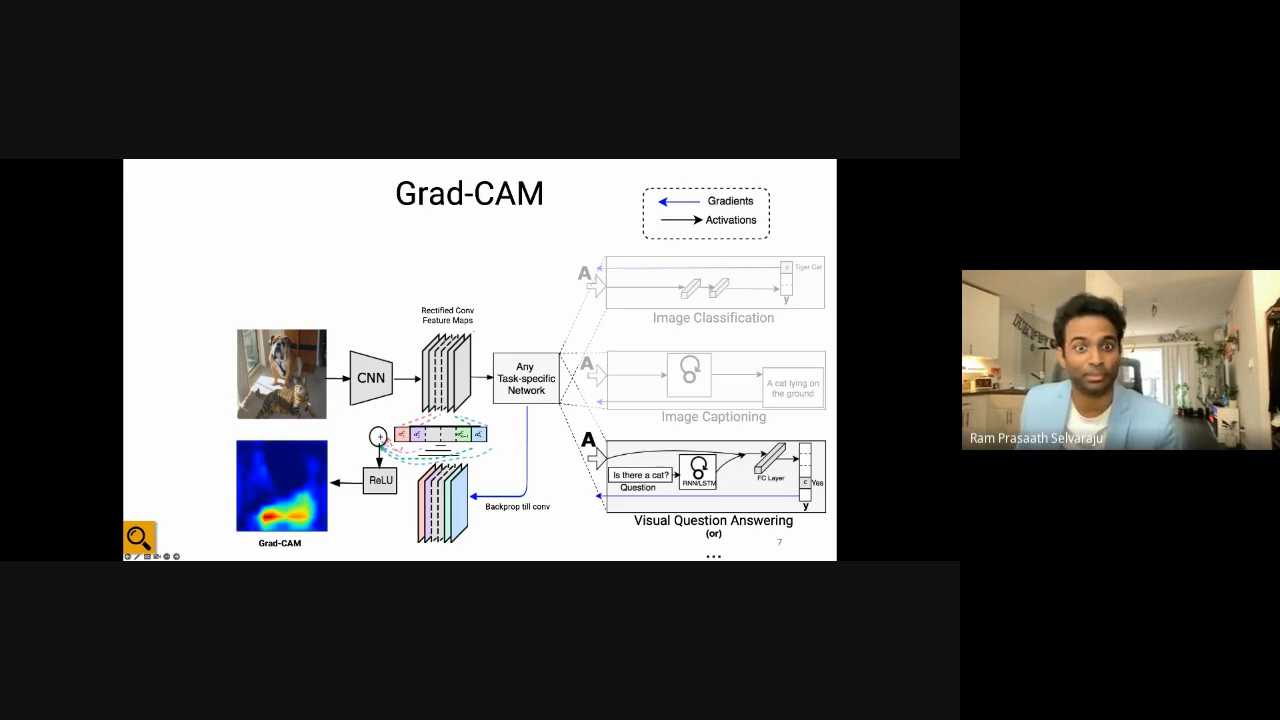 Grad-CAM
Gradients
Activations
A
c
Tiger Cat
y
Image Classification
Rectified Conv
Feature Maps
CNN
Any
Task-specific
Network
A
A cat lying on
the ground
Image Captioning
+
ReLU
Backprop till conv
Grad-CAM
A
Is there a cat?
Question
RNN/LSTM
FC Layer
c
Yes
y
Visual Question Answering
(or)
...
7
Ram Prasaath Selvaraju